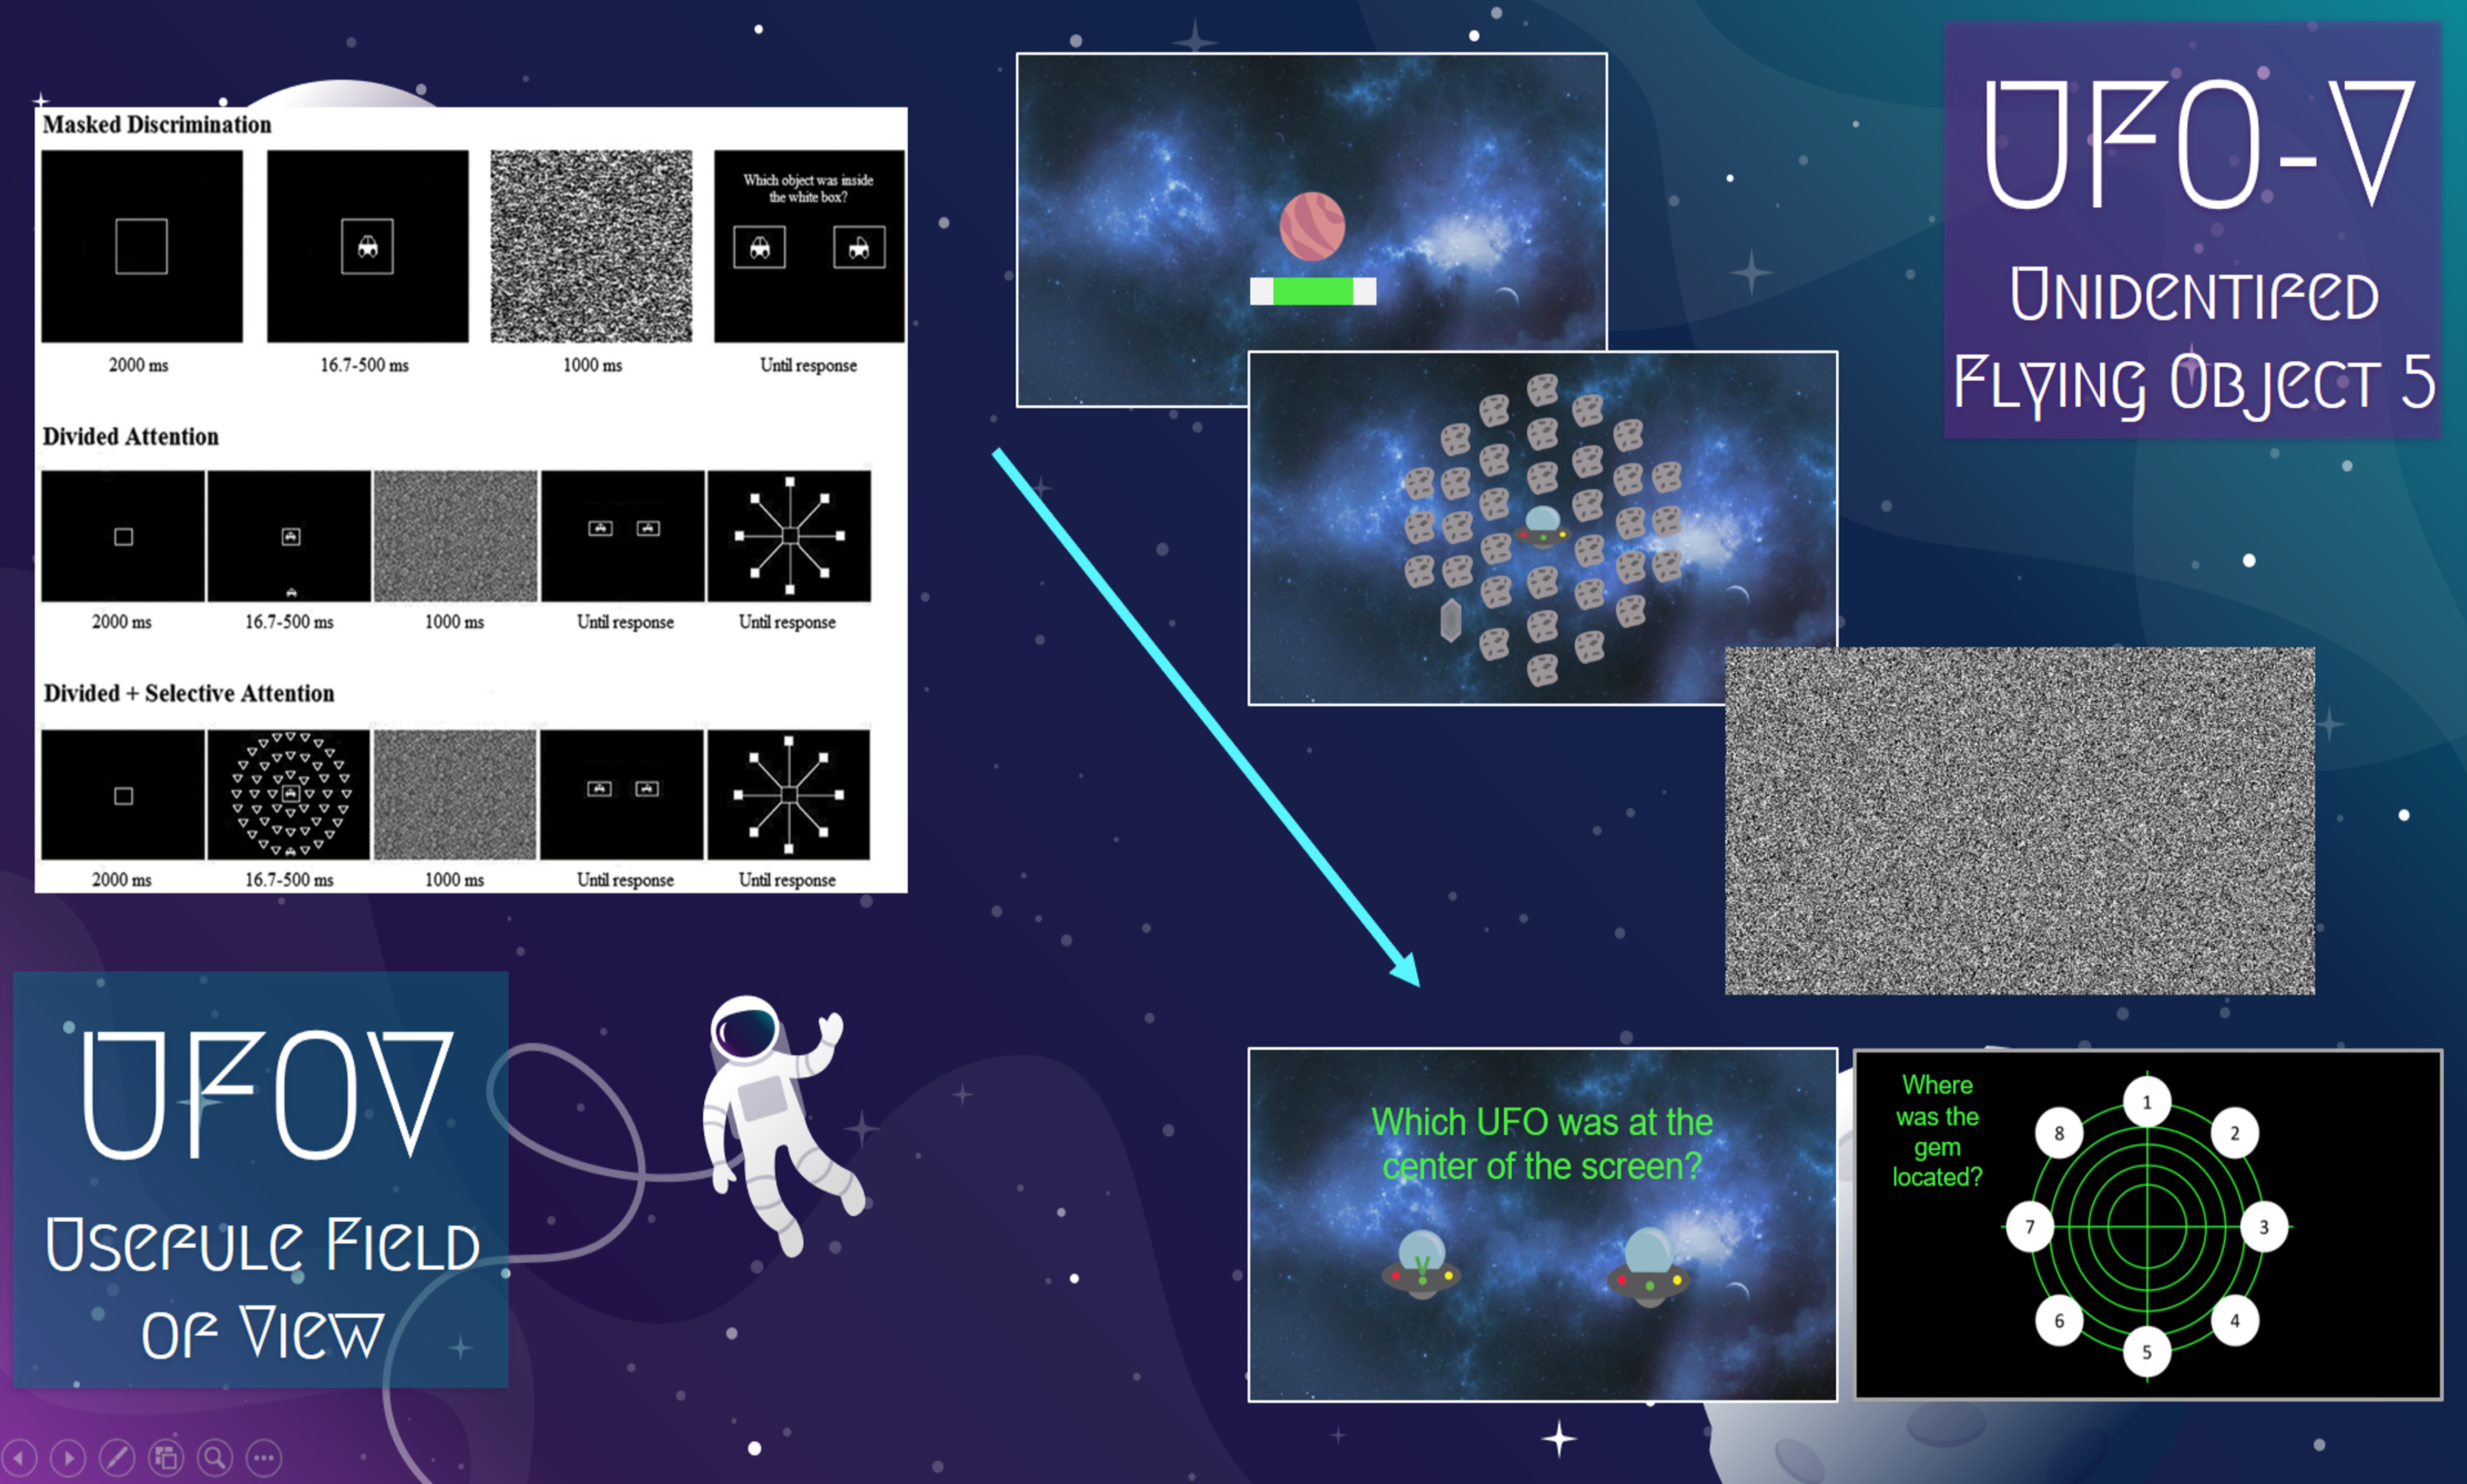 Masked Discrimination
Which object was inside
the white box?
2000 ms
16.7-500 ms
1000 ms
Until response
Divided Attention
2000 ms
16.7-500 ms
1000 ms
Until response
Until response
Divided + Selective Attention
2000 ms
16.7-500 ms
1000 ms
Until response
Until response
UFOV
Usefule Field
of View
UFO-V
Unidentifed
Flying Object 5
Which UFO was at the
center of the screen?
Where
was the
gem
located?
1
2
3
4
5
6
7
8